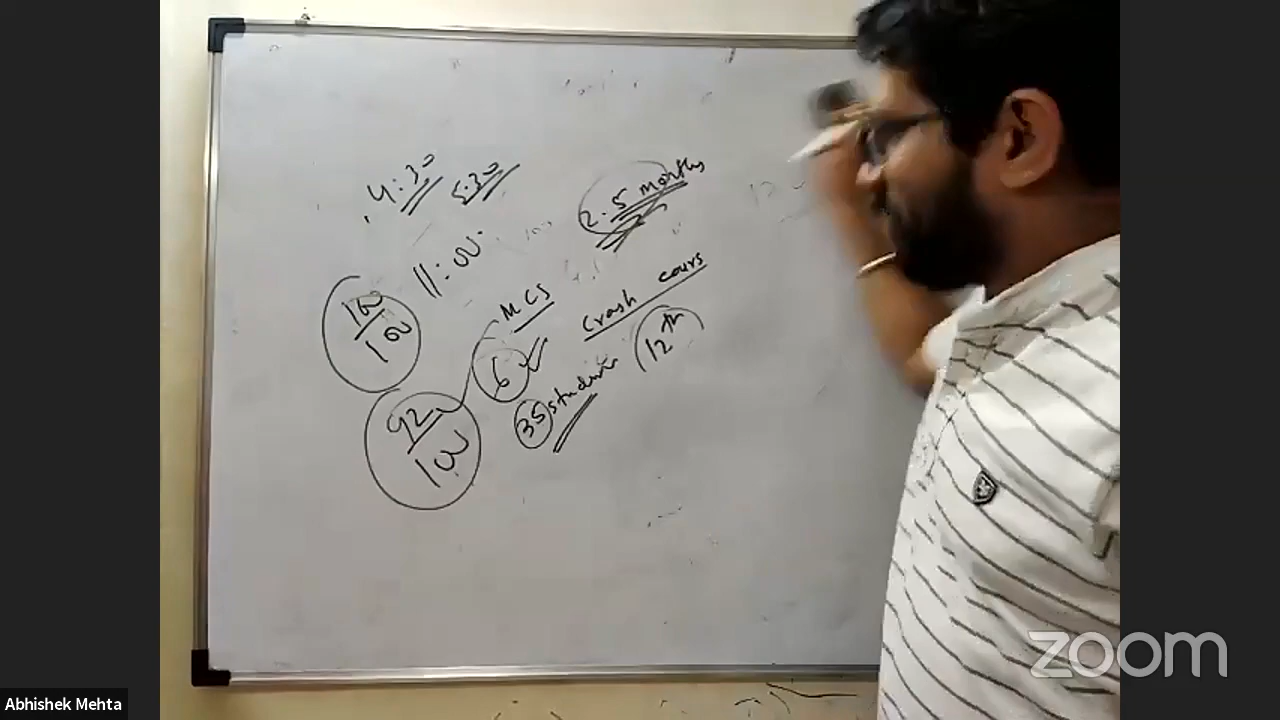 4:30
5:30
2.5 months
11:00
100/100
MCS
Crash cours
6
12th
92/100
35 student
zoom
Abhishek Mehta